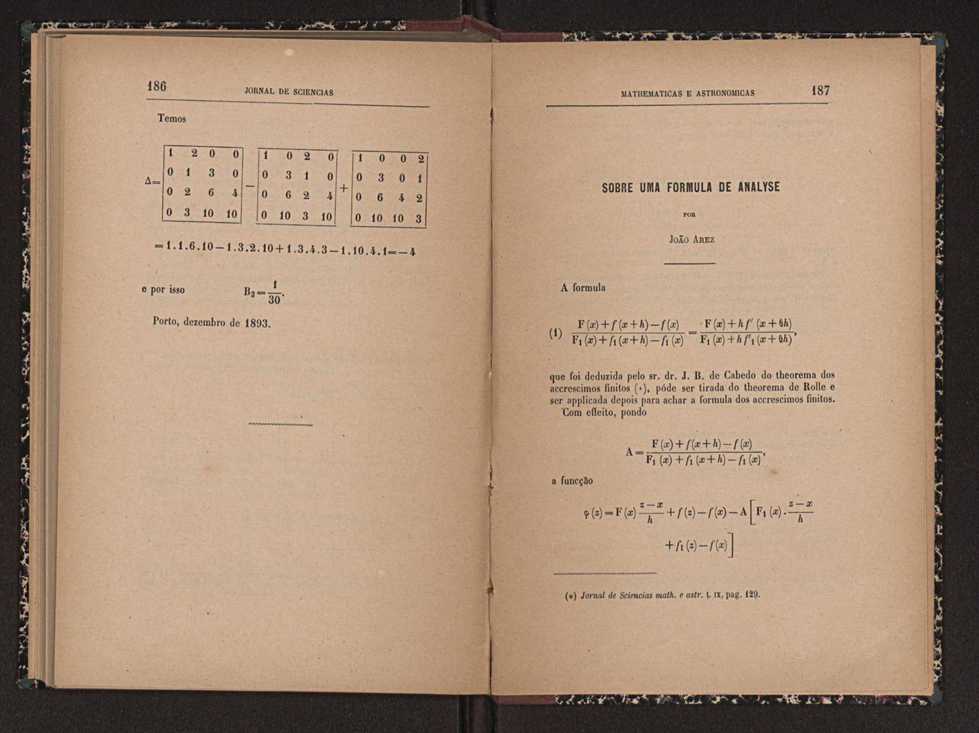 186
JORNAL DE SCIENCIAS
Temos
Δ=
| 1 2 0 0 |   | 1 0 2 0 |   | 1 0 0 2 |
| 0 1 3 0 | — | 0 3 1 0 | + | 0 3 0 1 |
| 0 2 6 4 |   | 0 6 2 4 |   | 0 6 4 2 |
| 0 3 10 10 |   | 0 10 3 10 |   | 0 10 10 3 |
= 1 . 1 . 6 . 10 — 1 . 3 . 2 . 10 + 1 . 3 . 4 . 3 — 1 . 10 . 4 . 1 = — 4
e por isso B₃ = 1/30.
Porto, dezembro de 1893.
MATHEMATICAS E ASTRONOMICAS
187
SOBRE UMA FORMULA DE ANALYSE
POR
JOÃO AREZ
A formula
(1) (F (x) + f (x + h) — f (x)) / (F₁ (x) + f₁ (x + h) — f₁ (x)) = (F (x) + h f′ (x + θh)) / (F₁ (x) + h f′₁ (x + θh)),
que foi deduzida pelo sr. dr. J. B. de Cabedo do theorema dos
accrescimos finitos (*), póde ser tirada do theorema de Rolle e
ser applicada depois para achar a formula dos accrescimos finitos.
Com effeito, pondo
A = (F (x) + f (x + h) — f (x)) / (F₁ (x) + f₁ (x + h) — f₁ (x)),
a funcção
φ (z) = F (x) (z — x)/h + f (z) — f (x) — A [ F₁ (x) . (z — x)/h
+ f₁ (z) — f (x) ]
(*) Jornal de Sciencias math. e astr. t. IX, pag. 129.